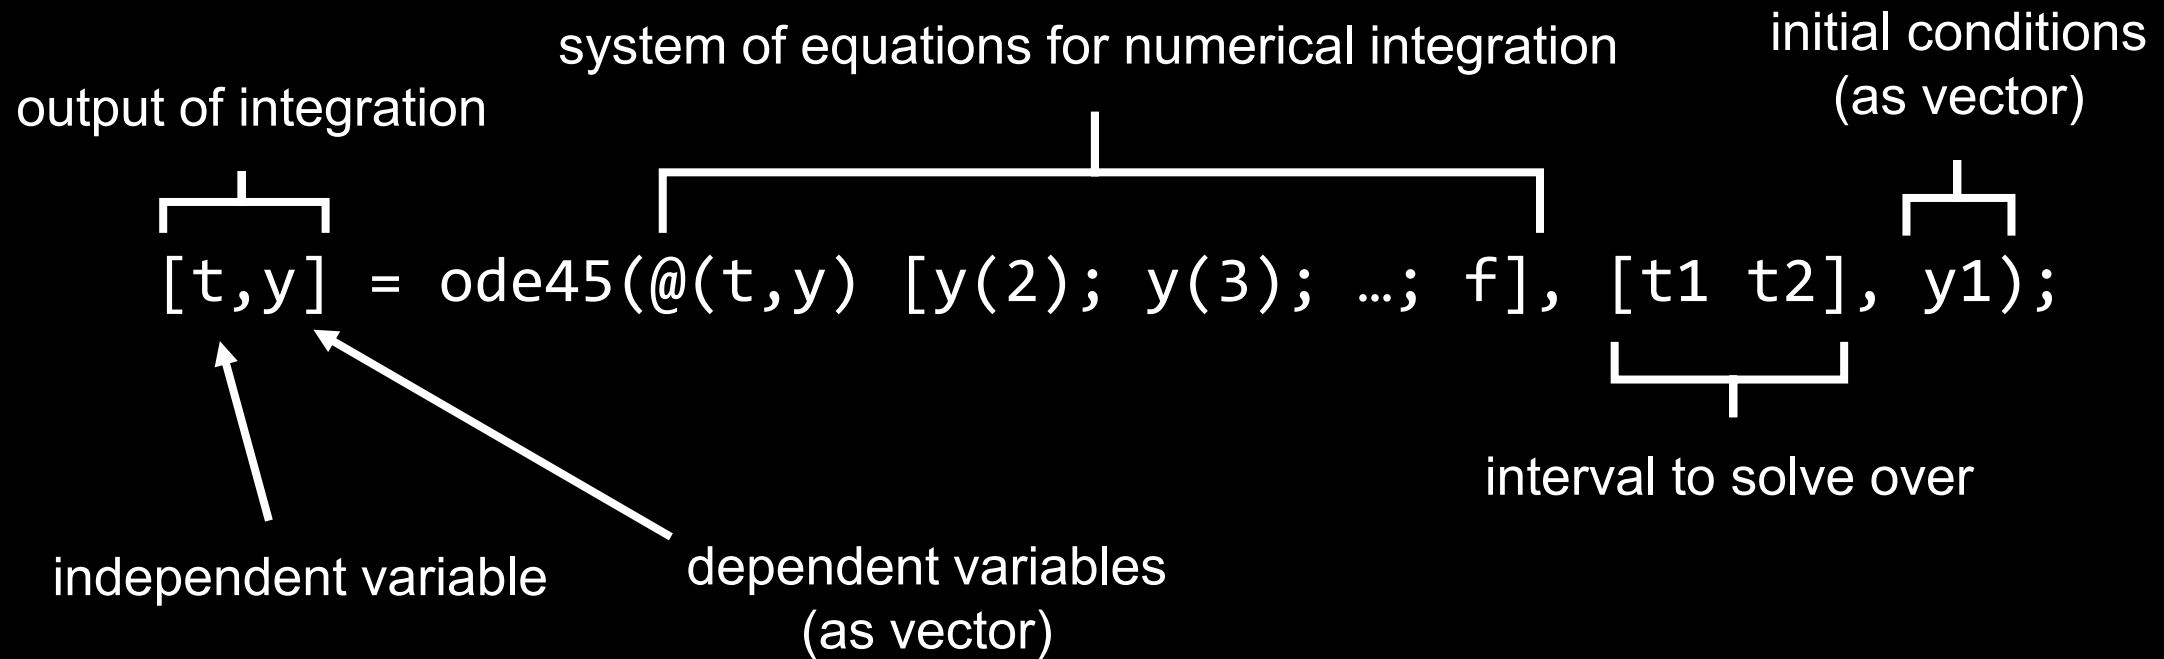 system of equations for numerical integration
initial conditions
(as vector)
output of integration
[t,y] = ode45(@(t,y) [y(2); y(3); …; f], [t1 t2], y1);
interval to solve over
independent variable
dependent variables
(as vector)